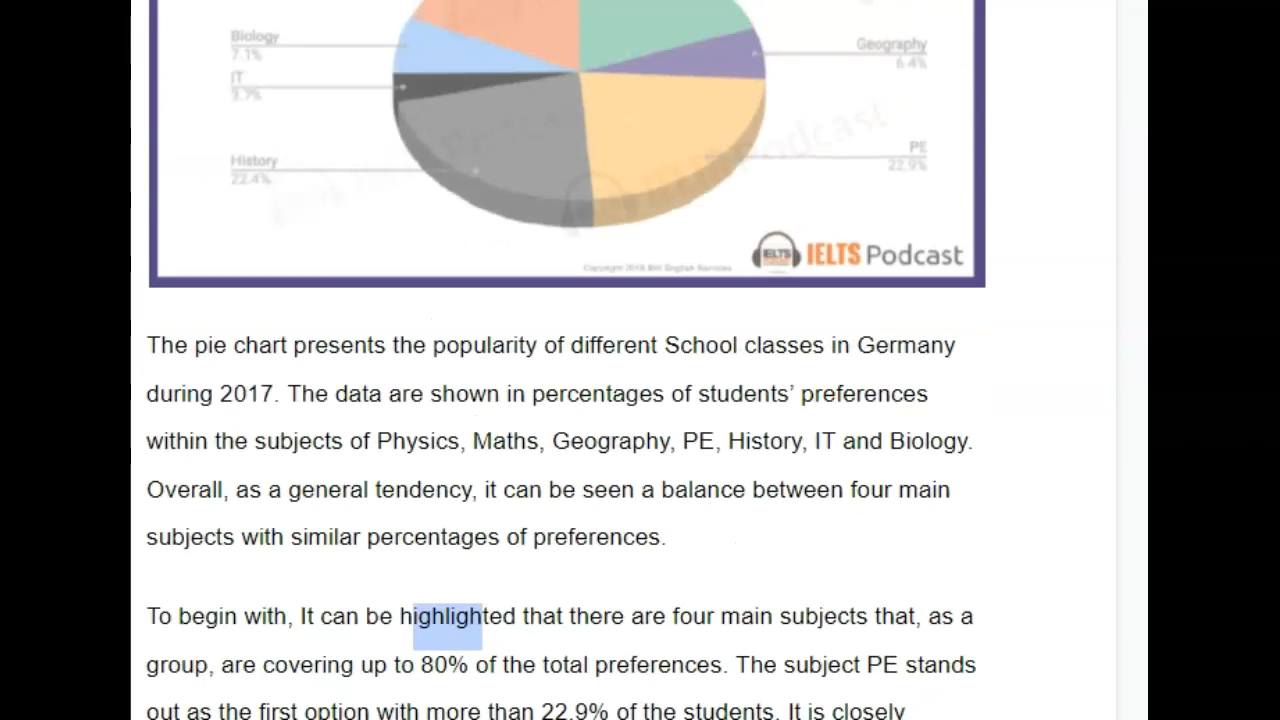 Biology
7.1%
Geography
6.4%
IT
3.7%
PE
22.9%
History
22.4%
Podcast
IELTS
IELTS Podcast
The pie chart presents the popularity of different School classes in Germany
during 2017. The data are shown in percentages of students’ preferences
within the subjects of Physics, Maths, Geography, PE, History, IT and Biology.
Overall, as a general tendency, it can be seen a balance between four main
subjects with similar percentages of preferences.
To begin with, It can be highlighted that there are four main subjects that, as a
group, are covering up to 80% of the total preferences. The subject PE stands
out as the first option with more than 22.9% of the students. It is closely